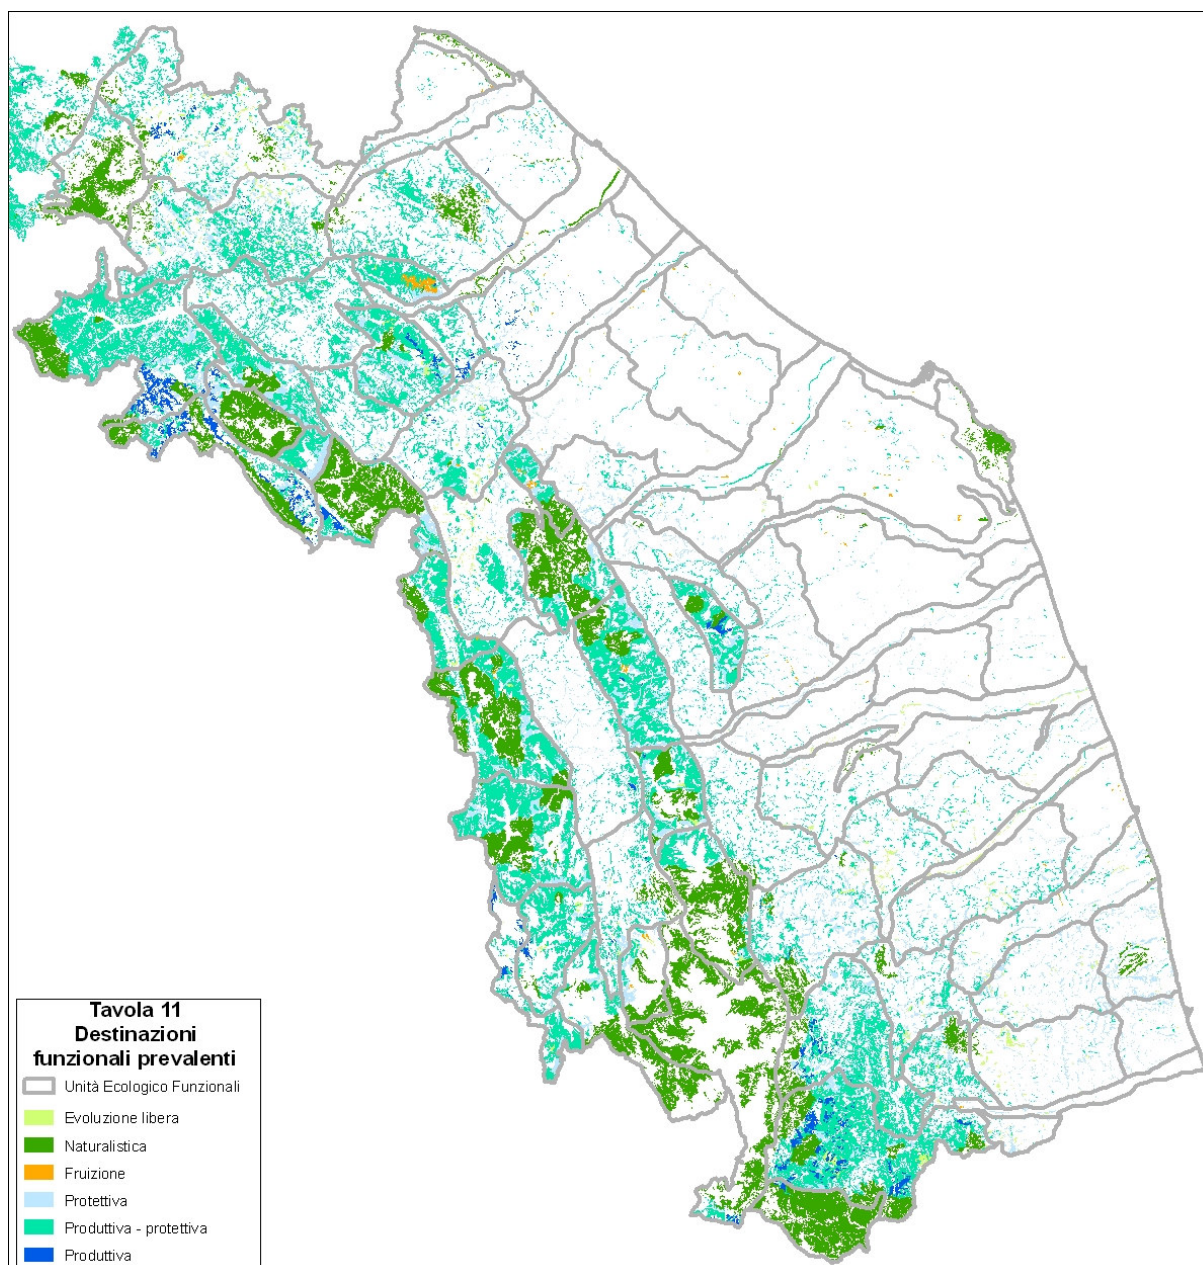 Tavola 11
Destinazioni
funzionali prevalenti
Unità Ecologico Funzionali
Evoluzione libera
Naturalistica
Fruizione
Protettiva
Produttiva - protettiva
Produttiva